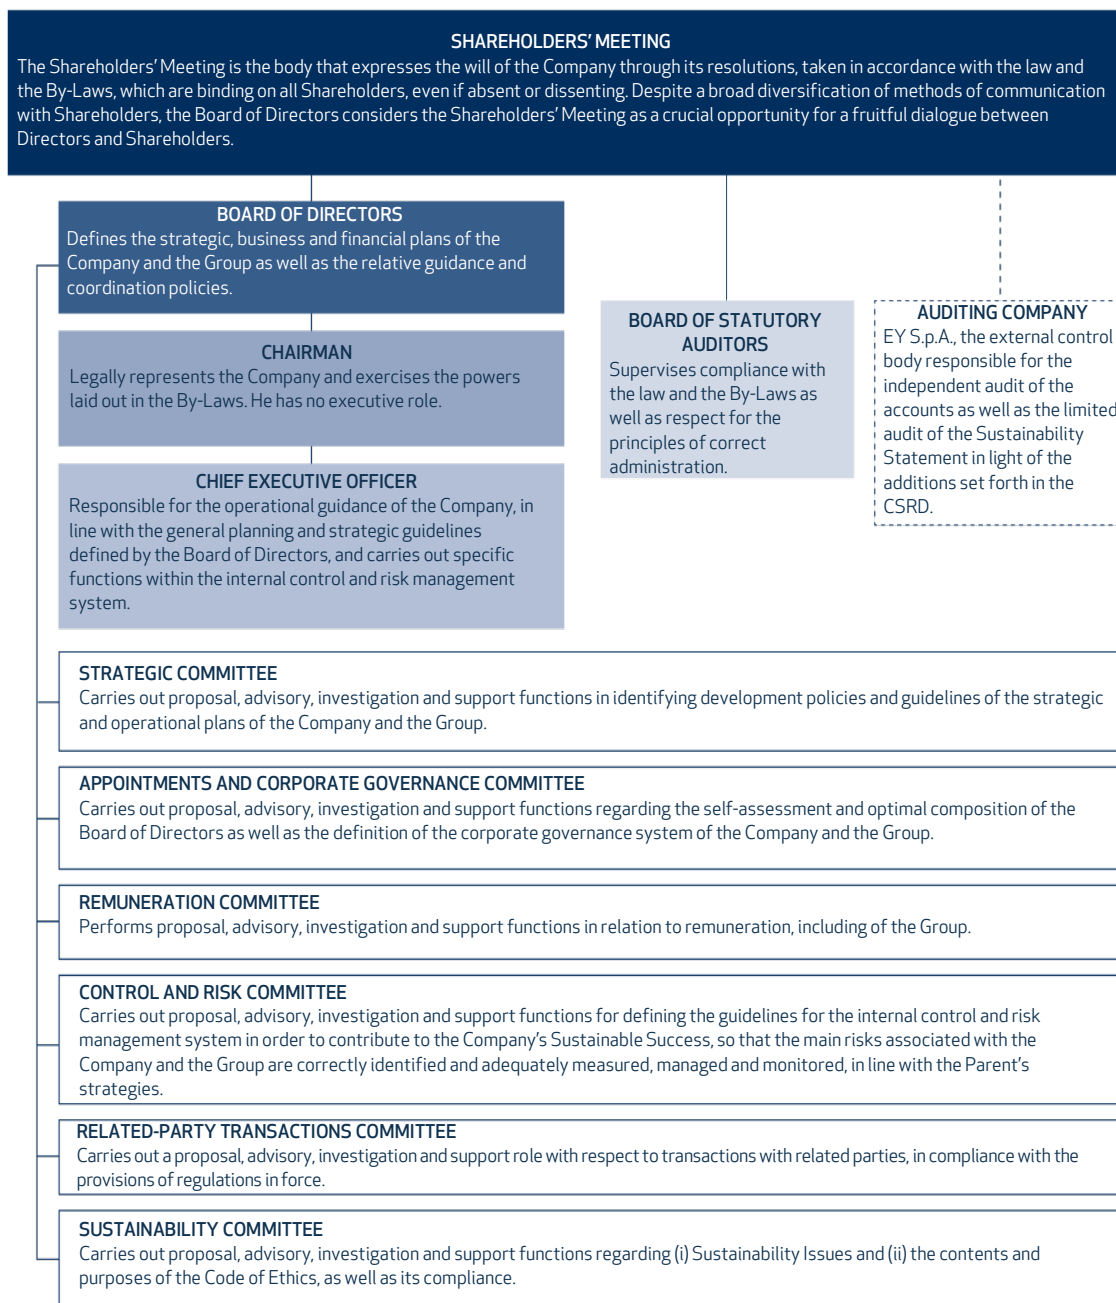 SHAREHOLDERS’ MEETING
The Shareholders’ Meeting is the body that expresses the will of the Company through its resolutions, taken in accordance with the law and
the By-Laws, which are binding on all Shareholders, even if absent or dissenting. Despite a broad diversification of methods of communication
with Shareholders, the Board of Directors considers the Shareholders’ Meeting as a crucial opportunity for a fruitful dialogue between
Directors and Shareholders.
BOARD OF DIRECTORS
Defines the strategic, business and financial plans of the
Company and the Group as well as the relative guidance and
coordination policies.
CHAIRMAN
Legally represents the Company and exercises the powers
laid out in the By-Laws. He has no executive role.
CHIEF EXECUTIVE OFFICER
Responsible for the operational guidance of the Company, in
line with the general planning and strategic guidelines
defined by the Board of Directors, and carries out specific
functions within the internal control and risk management
system.
BOARD OF STATUTORY
AUDITORS
Supervises compliance with
the law and the By-Laws as
well as respect for the
principles of correct
administration.
AUDITING COMPANY
EY S.p.A., the external control
body responsible for the
independent audit of the
accounts as well as the limited
audit of the Sustainability
Statement in light of the
additions set forth in the
CSRD.
STRATEGIC COMMITTEE
Carries out proposal, advisory, investigation and support functions in identifying development policies and guidelines of the strategic
and operational plans of the Company and the Group.
APPOINTMENTS AND CORPORATE GOVERNANCE COMMITTEE
Carries out proposal, advisory, investigation and support functions regarding the self-assessment and optimal composition of the
Board of Directors as well as the definition of the corporate governance system of the Company and the Group.
REMUNERATION COMMITTEE
Performs proposal, advisory, investigation and support functions in relation to remuneration, including of the Group.
CONTROL AND RISK COMMITTEE
Carries out proposal, advisory, investigation and support functions for defining the guidelines for the internal control and risk
management system in order to contribute to the Company’s Sustainable Success, so that the main risks associated with the
Company and the Group are correctly identified and adequately measured, managed and monitored, in line with the Parent’s
strategies.
RELATED-PARTY TRANSACTIONS COMMITTEE
Carries out a proposal, advisory, investigation and support role with respect to transactions with related parties, in compliance with the
provisions of regulations in force.
SUSTAINABILITY COMMITTEE
Carries out proposal, advisory, investigation and support functions regarding (i) Sustainability Issues and (ii) the contents and
purposes of the Code of Ethics, as well as its compliance.